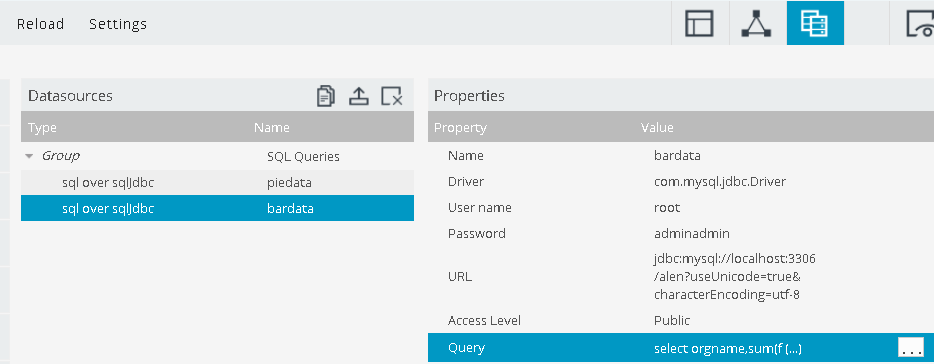 Reload Settings
Datasources
Type Name
Group SQL Queries
sql over sqlJdbc piedata
sql over sqlJdbc bardata
Properties
Property Value
Name bardata
Driver com.mysql.jdbc.Driver
User name root
Password adminadmin
URL jdbc:mysql://localhost:3306
/alen?useUnicode=true&
characterEncoding=utf-8
Access Level Public
Query select orgname,sum(f (...) ...